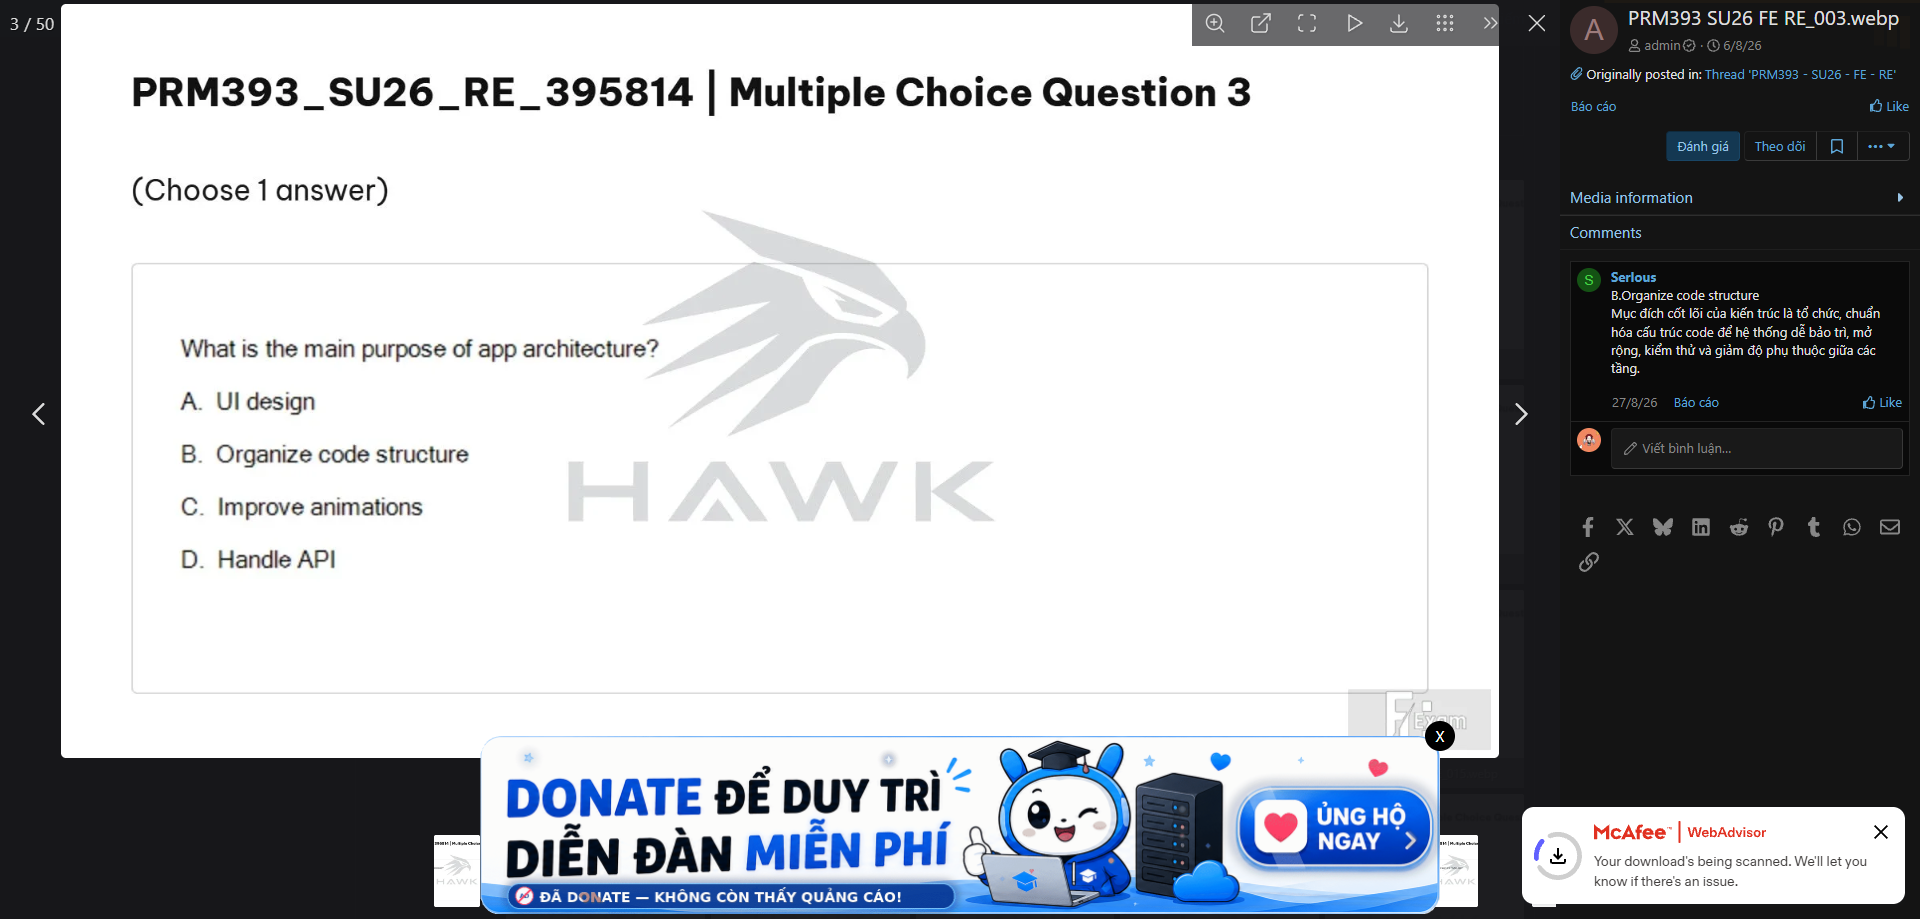 3 / 50
PRM393_SU26_RE_395814 | Multiple Choice Question 3
(Choose 1 answer)
What is the main purpose of app architecture?
A. UI design
B. Organize code structure
C. Improve animations
D. Handle API
HAWK
Exam
X
DONATE ĐỂ DUY TRÌ
DIỄN ĐÀN MIỄN PHÍ
ĐÃ DONATE — KHÔNG CÒN THẤY QUẢNG CÁO!
ỦNG HỘ
NGAY
A
PRM393 SU26 FE RE_003.webp
admin · 6/8/26
Originally posted in: Thread 'PRM393 - SU26 - FE - RE'
Báo cáo
Like
Đánh giá
Theo dõi
Media information
Comments
S
Serlous
B.Organize code structure
Mục đích cốt lõi của kiến trúc là tổ chức, chuẩn
hóa cấu trúc code để hệ thống dễ bảo trì, mở
rộng, kiểm thử và giảm độ phụ thuộc giữa các
tầng.
27/8/26
Báo cáo
Like
Viết bình luận...
McAfee | WebAdvisor
Your download's being scanned. We'll let you
know if there's an issue.